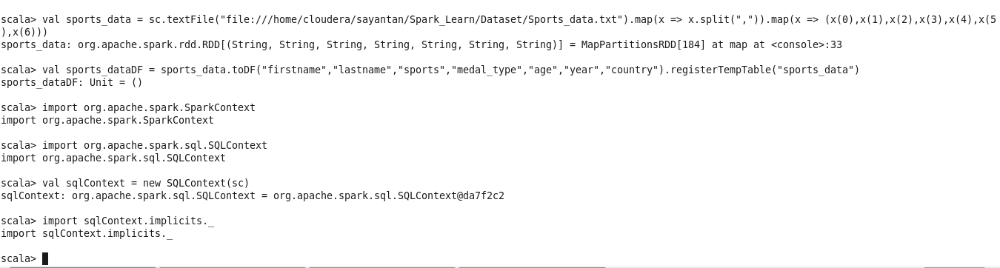 scala> val sports_data = sc.textFile("file:///home/cloudera/sayantan/Spark_Learn/Dataset/Sports_data.txt").map(x => x.split(",")).map(x => (x(0),x(1),x(2),x(3),x(4),x(5
),x(6)))
sports_data: org.apache.spark.rdd.RDD[(String, String, String, String, String, String, String)] = MapPartitionsRDD[184] at map at <console>:33
scala> val sports_dataDF = sports_data.toDF("firstname","lastname","sports","medal_type","age","year","country").registerTempTable("sports_data")
sports_dataDF: Unit = ()
scala> import org.apache.spark.SparkContext
import org.apache.spark.SparkContext
scala> import org.apache.spark.sql.SQLContext
import org.apache.spark.sql.SQLContext
scala> val sqlContext = new SQLContext(sc)
sqlContext: org.apache.spark.sql.SQLContext = org.apache.spark.sql.SQLContext@da7f2c2
scala> import sqlContext.implicits._
import sqlContext.implicits._
scala>